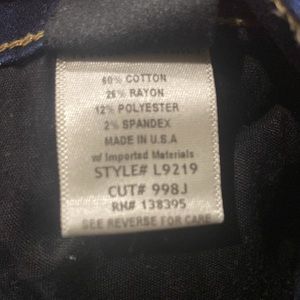 60% COTTON
26% RAYON
12% POLYESTER
2% SPANDEX
MADE IN U.S.A
w/ Imported Materials
STYLE# L9219
CUT# 998J
RN# 138395
SEE REVERSE FOR CARE